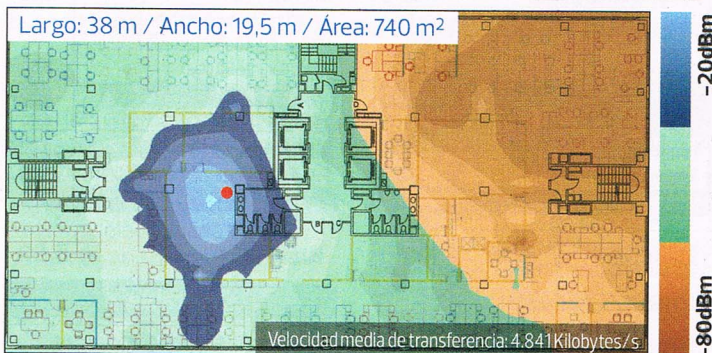 Largo: 38 m / Ancho: 19,5 m / Área: 740 m²
-20dBm
-80dBm
Velocidad media de transferencia: 4.841 Kilobytes/s